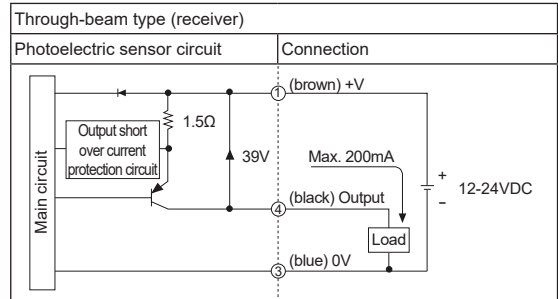 Through-beam type (receiver)
Photoelectric sensor circuit
Connection
Main circuit
Output short
over current
protection circuit
1.5Ω
39V
① (brown) +V
Max. 200mA
④ (black) Output
Load
③ (blue) 0V
+
12-24VDC
-